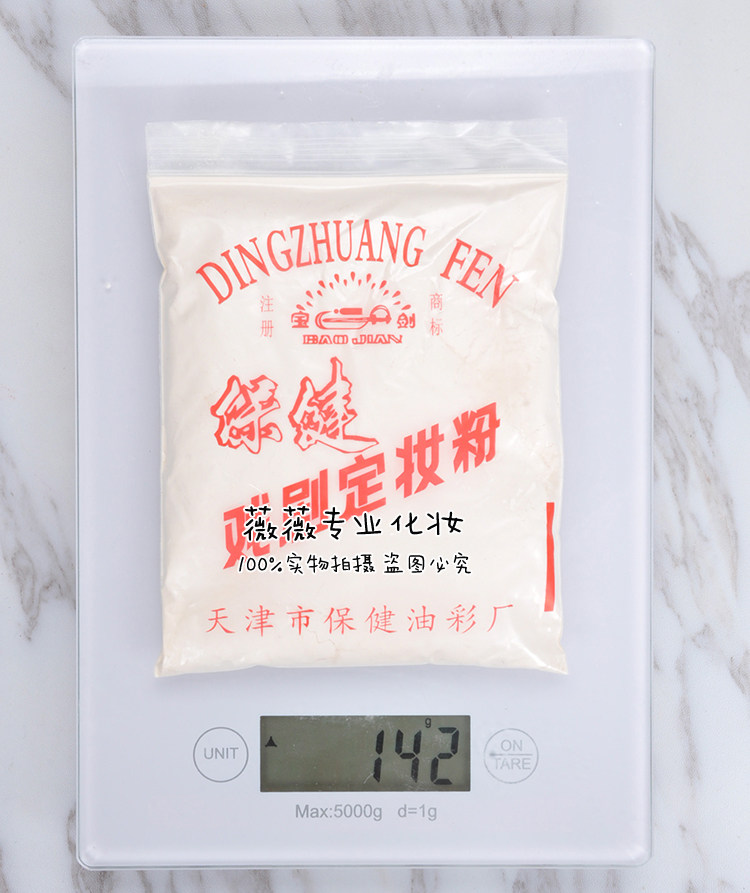 DINGZHUANG FEN
注册 商标
宝剑
BAO JIAN
保健
戏剧定妆粉
薇薇专业化妆
100%实物拍摄 盗图必究
天津市保健油彩厂
g
142
UNIT
ON
TARE
Max:5000g d=1g